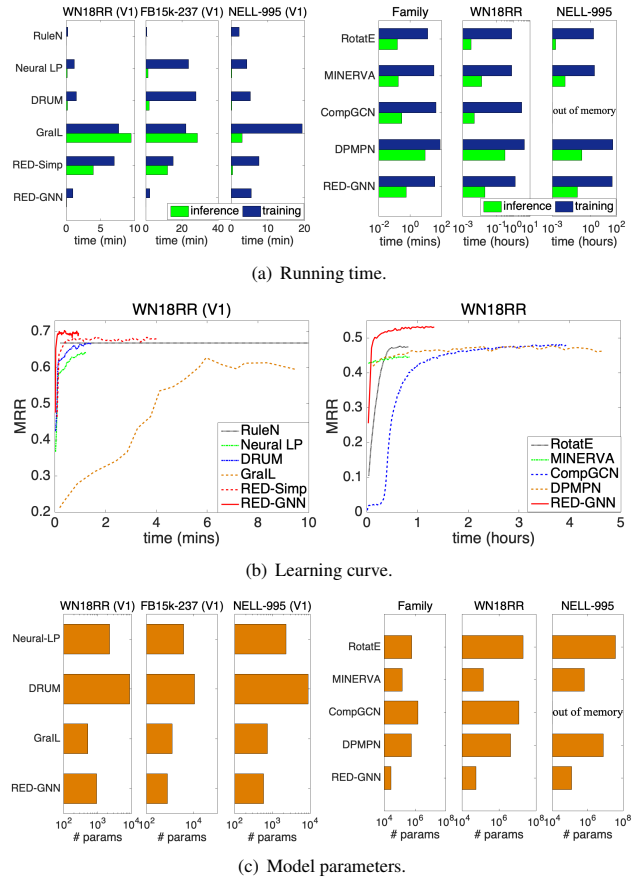 WN18RR (V1) FB15k-237 (V1) NELL-995 (V1)
RuleN
Neural LP
DRUM
GraIL
RED-Simp
RED-GNN
inference training
0 5 10 0 20 40 0 10 20
time (min) time (min) time (min)
Family WN18RR NELL-995
RotatE
MINERVA
CompGCN
out of memory
DPMPN
RED-GNN
inference training
10^-2 10^0 10^2 10^-3 10^-1 10^0 10^1 10^-3 10^0 10^2
time (mins) time (hours) time (hours)
(a) Running time.
WN18RR (V1)
MRR
0.7
0.6
0.5
0.4
0.3
0.2
RuleN
Neural LP
DRUM
GraIL
RED-Simp
RED-GNN
0 2 4 6 8 10
time (mins)
WN18RR
MRR
0.5
0.4
0.3
0.2
0.1
0
RotatE
MINERVA
CompGCN
DPMPN
RED-GNN
0 1 2 3 4 5
time (hours)
(b) Learning curve.
WN18RR (V1) FB15k-237 (V1) NELL-995 (V1)
Neural-LP
DRUM
GraIL
RED-GNN
10^2 10^3 10^4 10^2 10^4 10^2 10^3 10^4
# params # params # params
Family WN18RR NELL-995
RotatE
MINERVA
CompGCN
out of memory
DPMPN
RED-GNN
10^4 10^6 10^8 10^4 10^6 10^8 10^4 10^6 10^8
# params # params # params
(c) Model parameters.